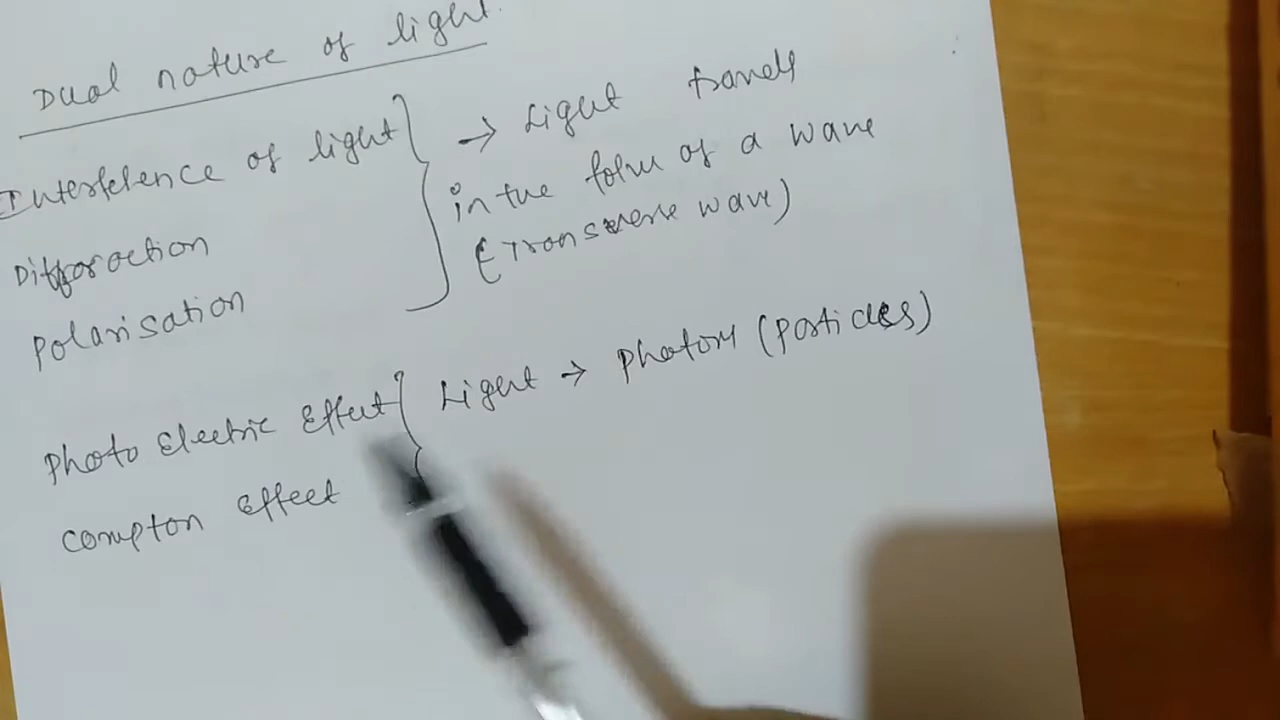 Dual nature of light.
Interference of light } → Light travels
in the form of a wave
Diffraction
(Transverse wave)
Polarisation
Photo Electric Effect { Light → Photons (Particles)
Compton Effect